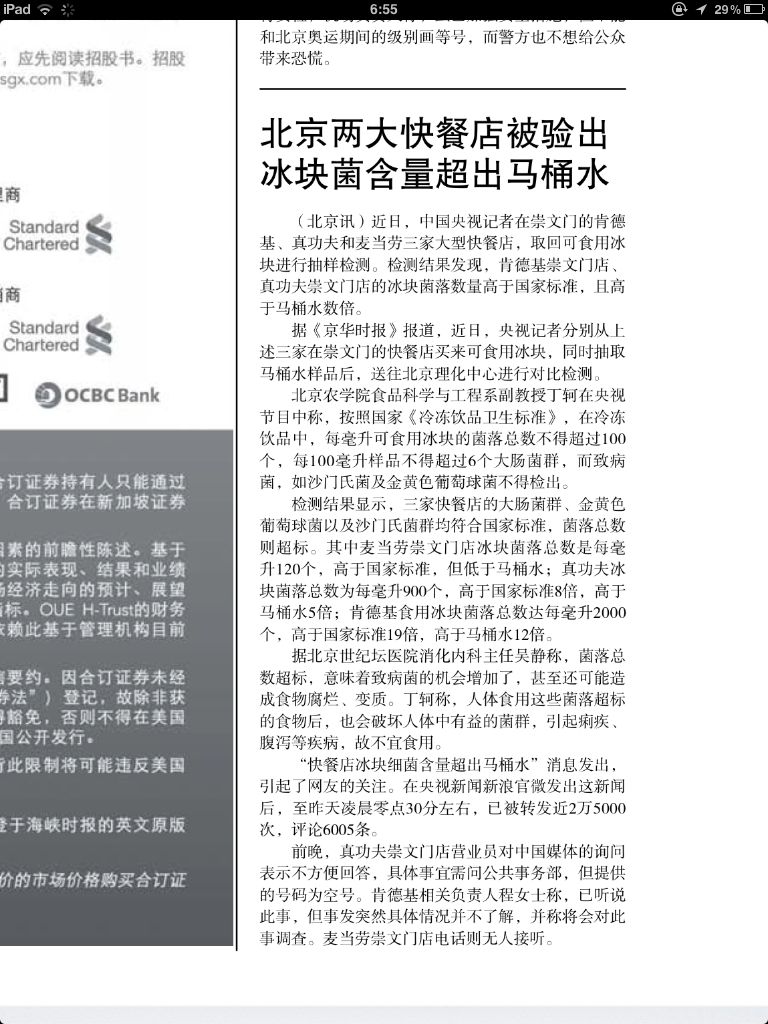 iPad
6:55
29%
和北京奥运期间的级别画等号，而警方也不想给公众
带来恐慌。
，应先阅读招股书。招股
sgx.com下载。
商
Standard
Chartered
销商
Standard
Chartered
OCBC Bank
合订证券持有人只能通过
合订证券在新加坡证券
因素的前瞻性陈述。基于
的实际表现、结果和业绩
场经济走向的预计、展望
指标。OUE H-Trust的财务
依赖此基于管理机构目前
售要约。因合订证券未经
券法”）登记，故除非获
得豁免，否则不得在美国
国公开发行。
行此限制将可能违反美国
登于海峡时报的英文原版
价的市场价格购买合订证
北京两大快餐店被验出
冰块菌含量超出马桶水
（北京讯）近日，中国央视记者在崇文门的肯德
基、真功夫和麦当劳三家大型快餐店，取回可食用冰
块进行抽样检测。检测结果发现，肯德基崇文门店、
真功夫崇文门店的冰块菌落数量高于国家标准，且高
于马桶水数倍。
据《京华时报》报道，近日，央视记者分别从上
述三家在崇文门的快餐店买来可食用冰块，同时抽取
马桶水样品后，送往北京理化中心进行对比检测。
北京农学院食品科学与工程系副教授丁轲在央视
节目中称，按照国家《冷冻饮品卫生标准》，在冷冻
饮品中，每毫升可食用冰块的菌落总数不得超过100
个，每100毫升样品不得超过6个大肠菌群，而致病
菌，如沙门氏菌及金黄色葡萄球菌不得检出。
检测结果显示，三家快餐店的大肠菌群、金黄色
葡萄球菌以及沙门氏菌群均符合国家标准，菌落总数
则超标。其中麦当劳崇文门店冰块菌落总数是每毫
升120个，高于国家标准，但低于马桶水；真功夫冰
块菌落总数为每毫升900个，高于国家标准8倍，高于
马桶水5倍；肯德基食用冰块菌落总数达每毫升2000
个，高于国家标准19倍，高于马桶水12倍。
据北京世纪坛医院消化内科主任吴静称，菌落总
数超标，意味着致病菌的机会增加了，甚至还可能造
成食物腐烂、变质。丁轲称，人体食用这些菌落超标
的食物后，也会破坏人体中有益的菌群，引起痢疾、
腹泻等疾病，故不宜食用。
“快餐店冰块细菌含量超出马桶水”消息发出，
引起了网友的关注。在央视新闻新浪官微发出这新闻
后，至昨天凌晨零点30分左右，已被转发近2万5000
次，评论6005条。
前晚，真功夫崇文门店营业员对中国媒体的询问
表示不方便回答，具体事宜需问公共事务部，但提供
的号码为空号。肯德基相关负责人程女士称，已听说
此事，但事发突然具体情况并不了解，并称将会对此
事调查。麦当劳崇文门店电话则无人接听。